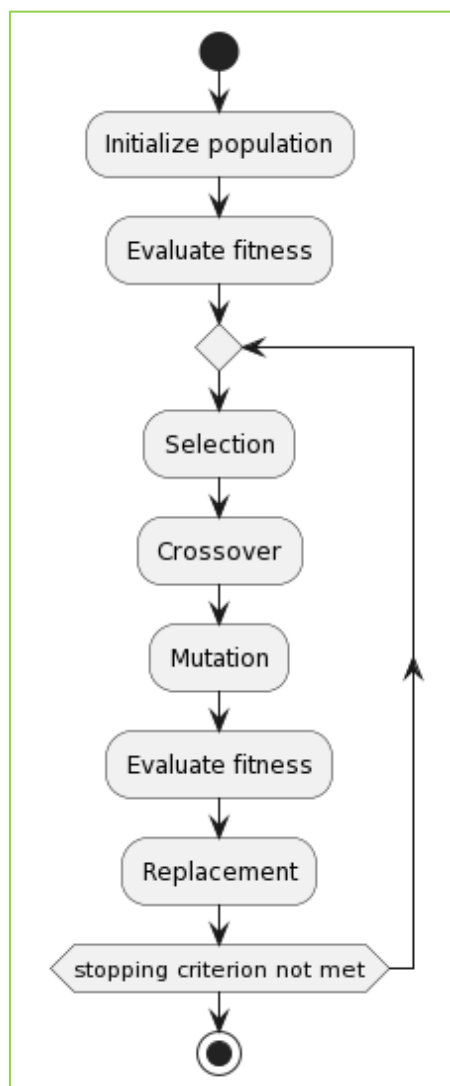 Initialize population
Evaluate fitness
Selection
Crossover
Mutation
Evaluate fitness
Replacement
stopping criterion not met